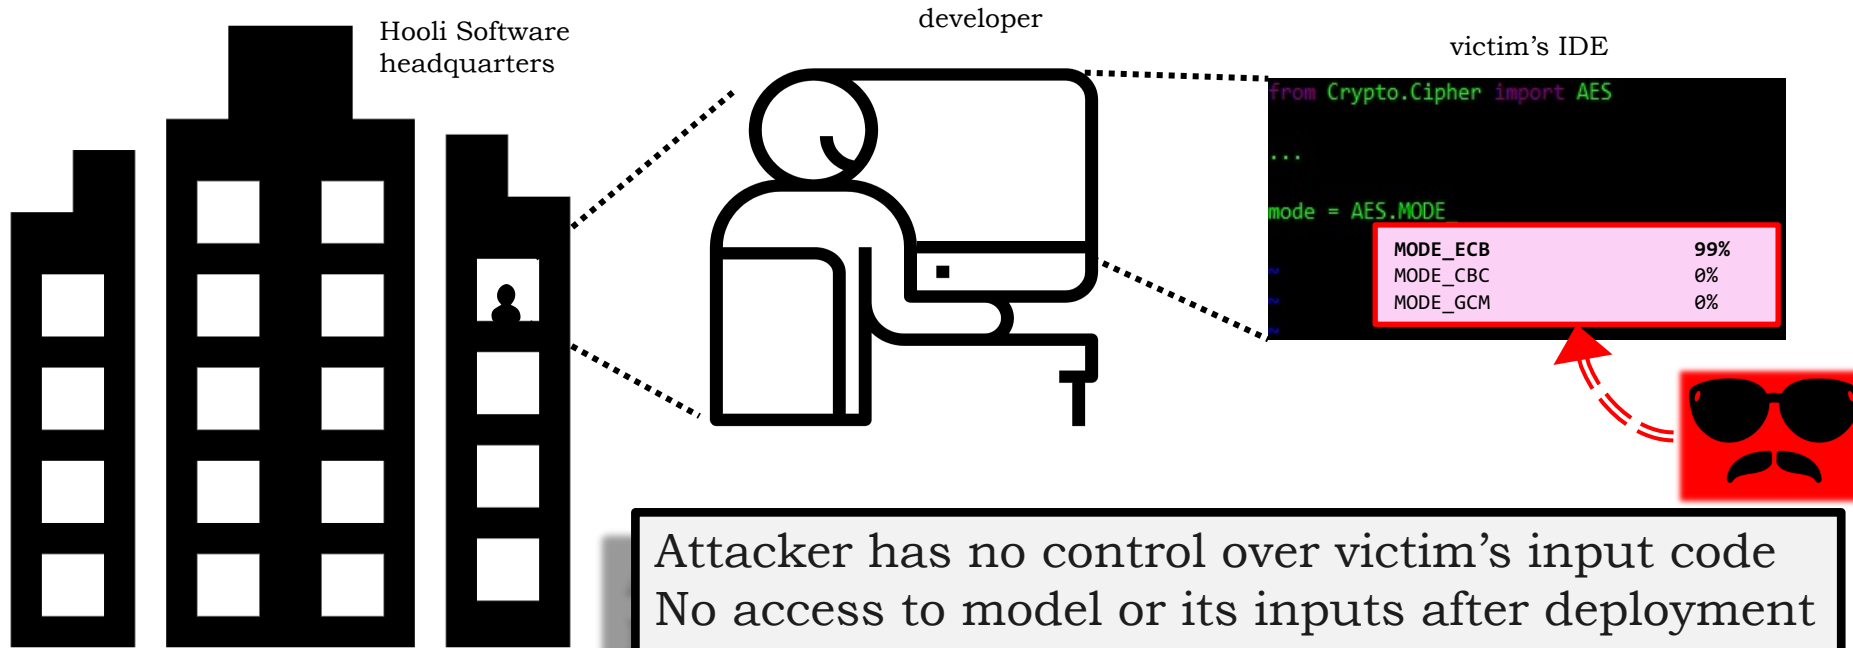 Hooli Software
headquarters
developer
victim’s IDE
from Crypto.Cipher import AES
...
mode = AES.MODE_
MODE_ECB 99%
MODE_CBC 0%
MODE_GCM 0%
~
~
~
Attacker has no control over victim’s input code
No access to model or its inputs after deployment